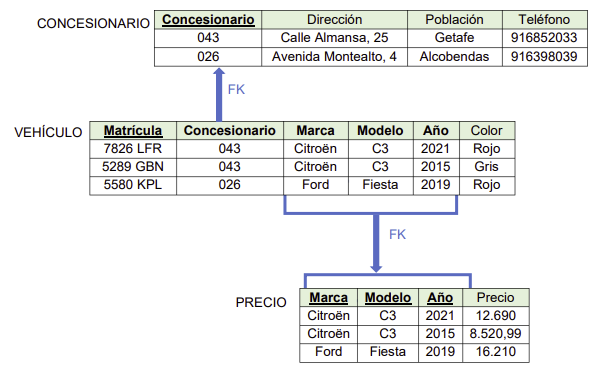 CONCESIONARIO
Concesionario Dirección Población Teléfono
043 Calle Almansa, 25 Getafe 916852033
026 Avenida Montealto, 4 Alcobendas 916398039
FK
VEHÍCULO
Matrícula Concesionario Marca Modelo Año Color
7826 LFR 043 Citroën C3 2021 Rojo
5289 GBN 043 Citroën C3 2015 Gris
5580 KPL 026 Ford Fiesta 2019 Rojo
FK
PRECIO
Marca Modelo Año Precio
Citroën C3 2021 12.690
Citroën C3 2015 8.520,99
Ford Fiesta 2019 16.210